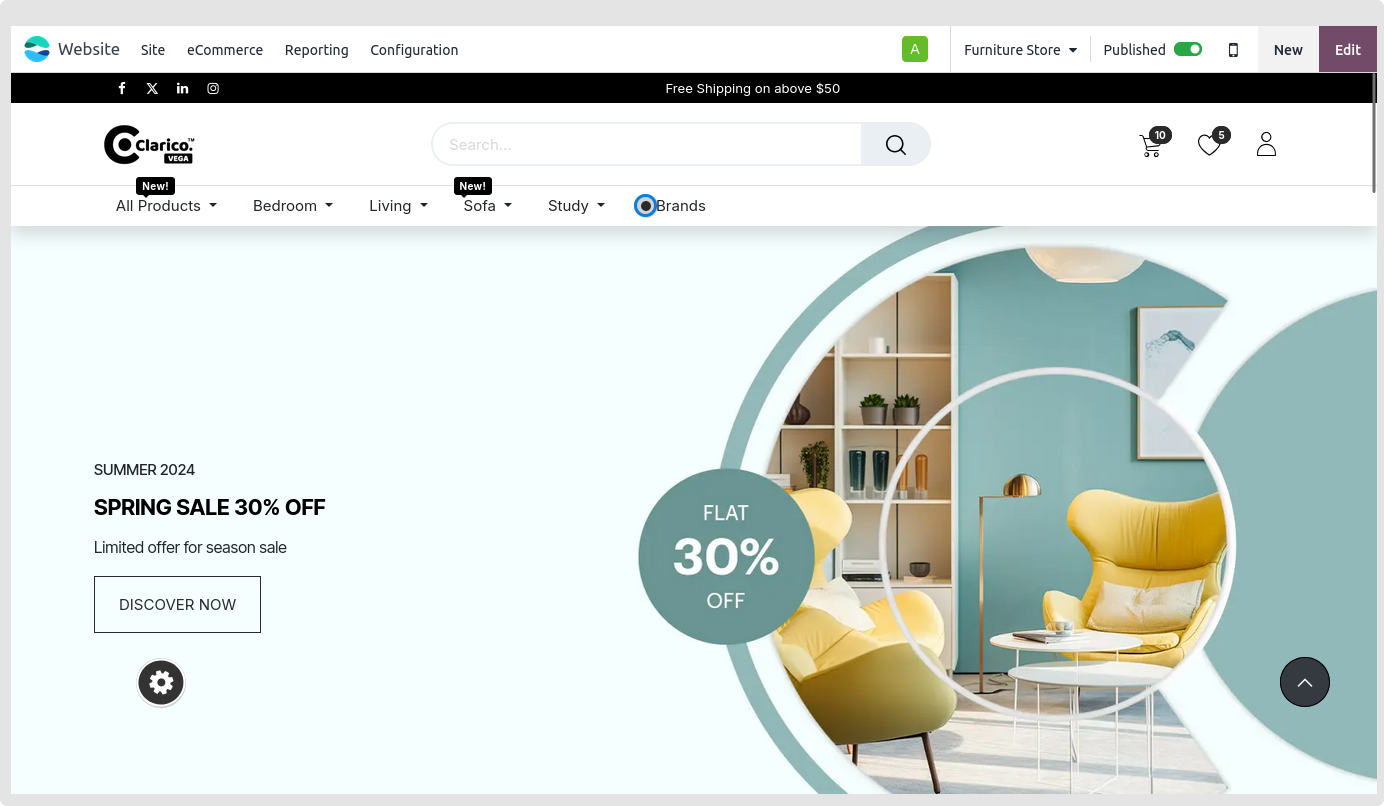 Website Site eCommerce Reporting Configuration A Furniture Store Published New Edit
Free Shipping on above $50
Clarico.™
VEGA
Search...
10
5
New!
New!
All Products Bedroom Living Sofa Study Brands
SUMMER 2024
SPRING SALE 30% OFF
Limited offer for season sale
DISCOVER NOW
FLAT
30%
OFF